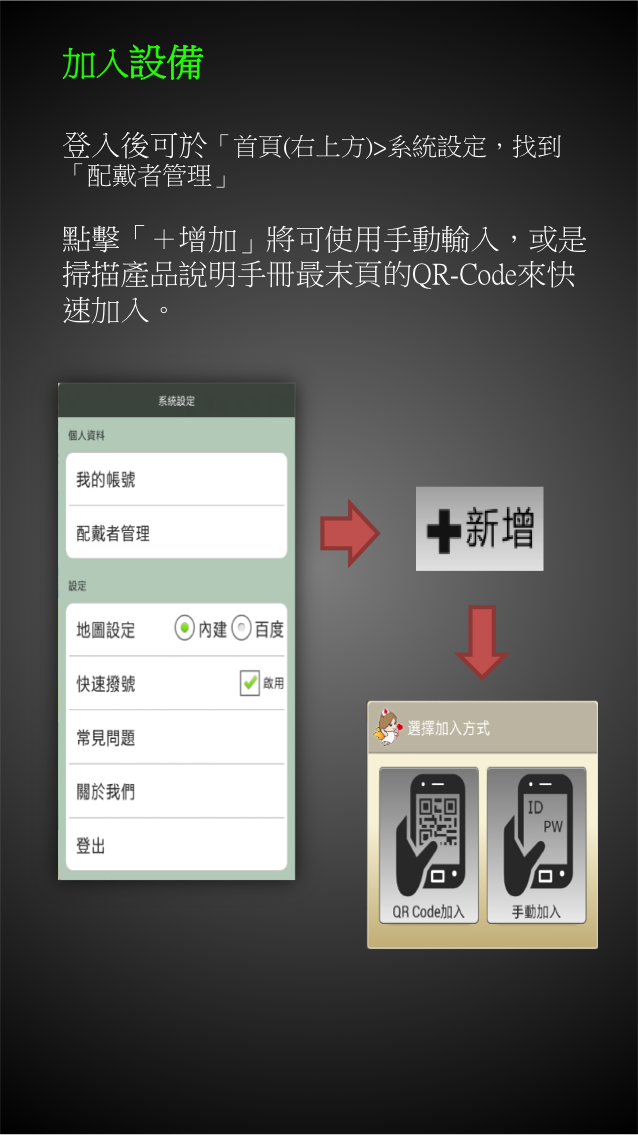 加入設備
登入後可於「首頁(右上方)>系統設定，找到
「配戴者管理」
點擊「＋增加」將可使用手動輸入，或是
掃描產品說明手冊最末頁的QR-Code來快
速加入。
系統設定
個人資料
我的帳號
配戴者管理
設定
地圖設定 內建 百度
快速撥號 啟用
常見問題
關於我們
登出
✚新增
選擇加入方式
ID
PW
QR Code加入
手動加入